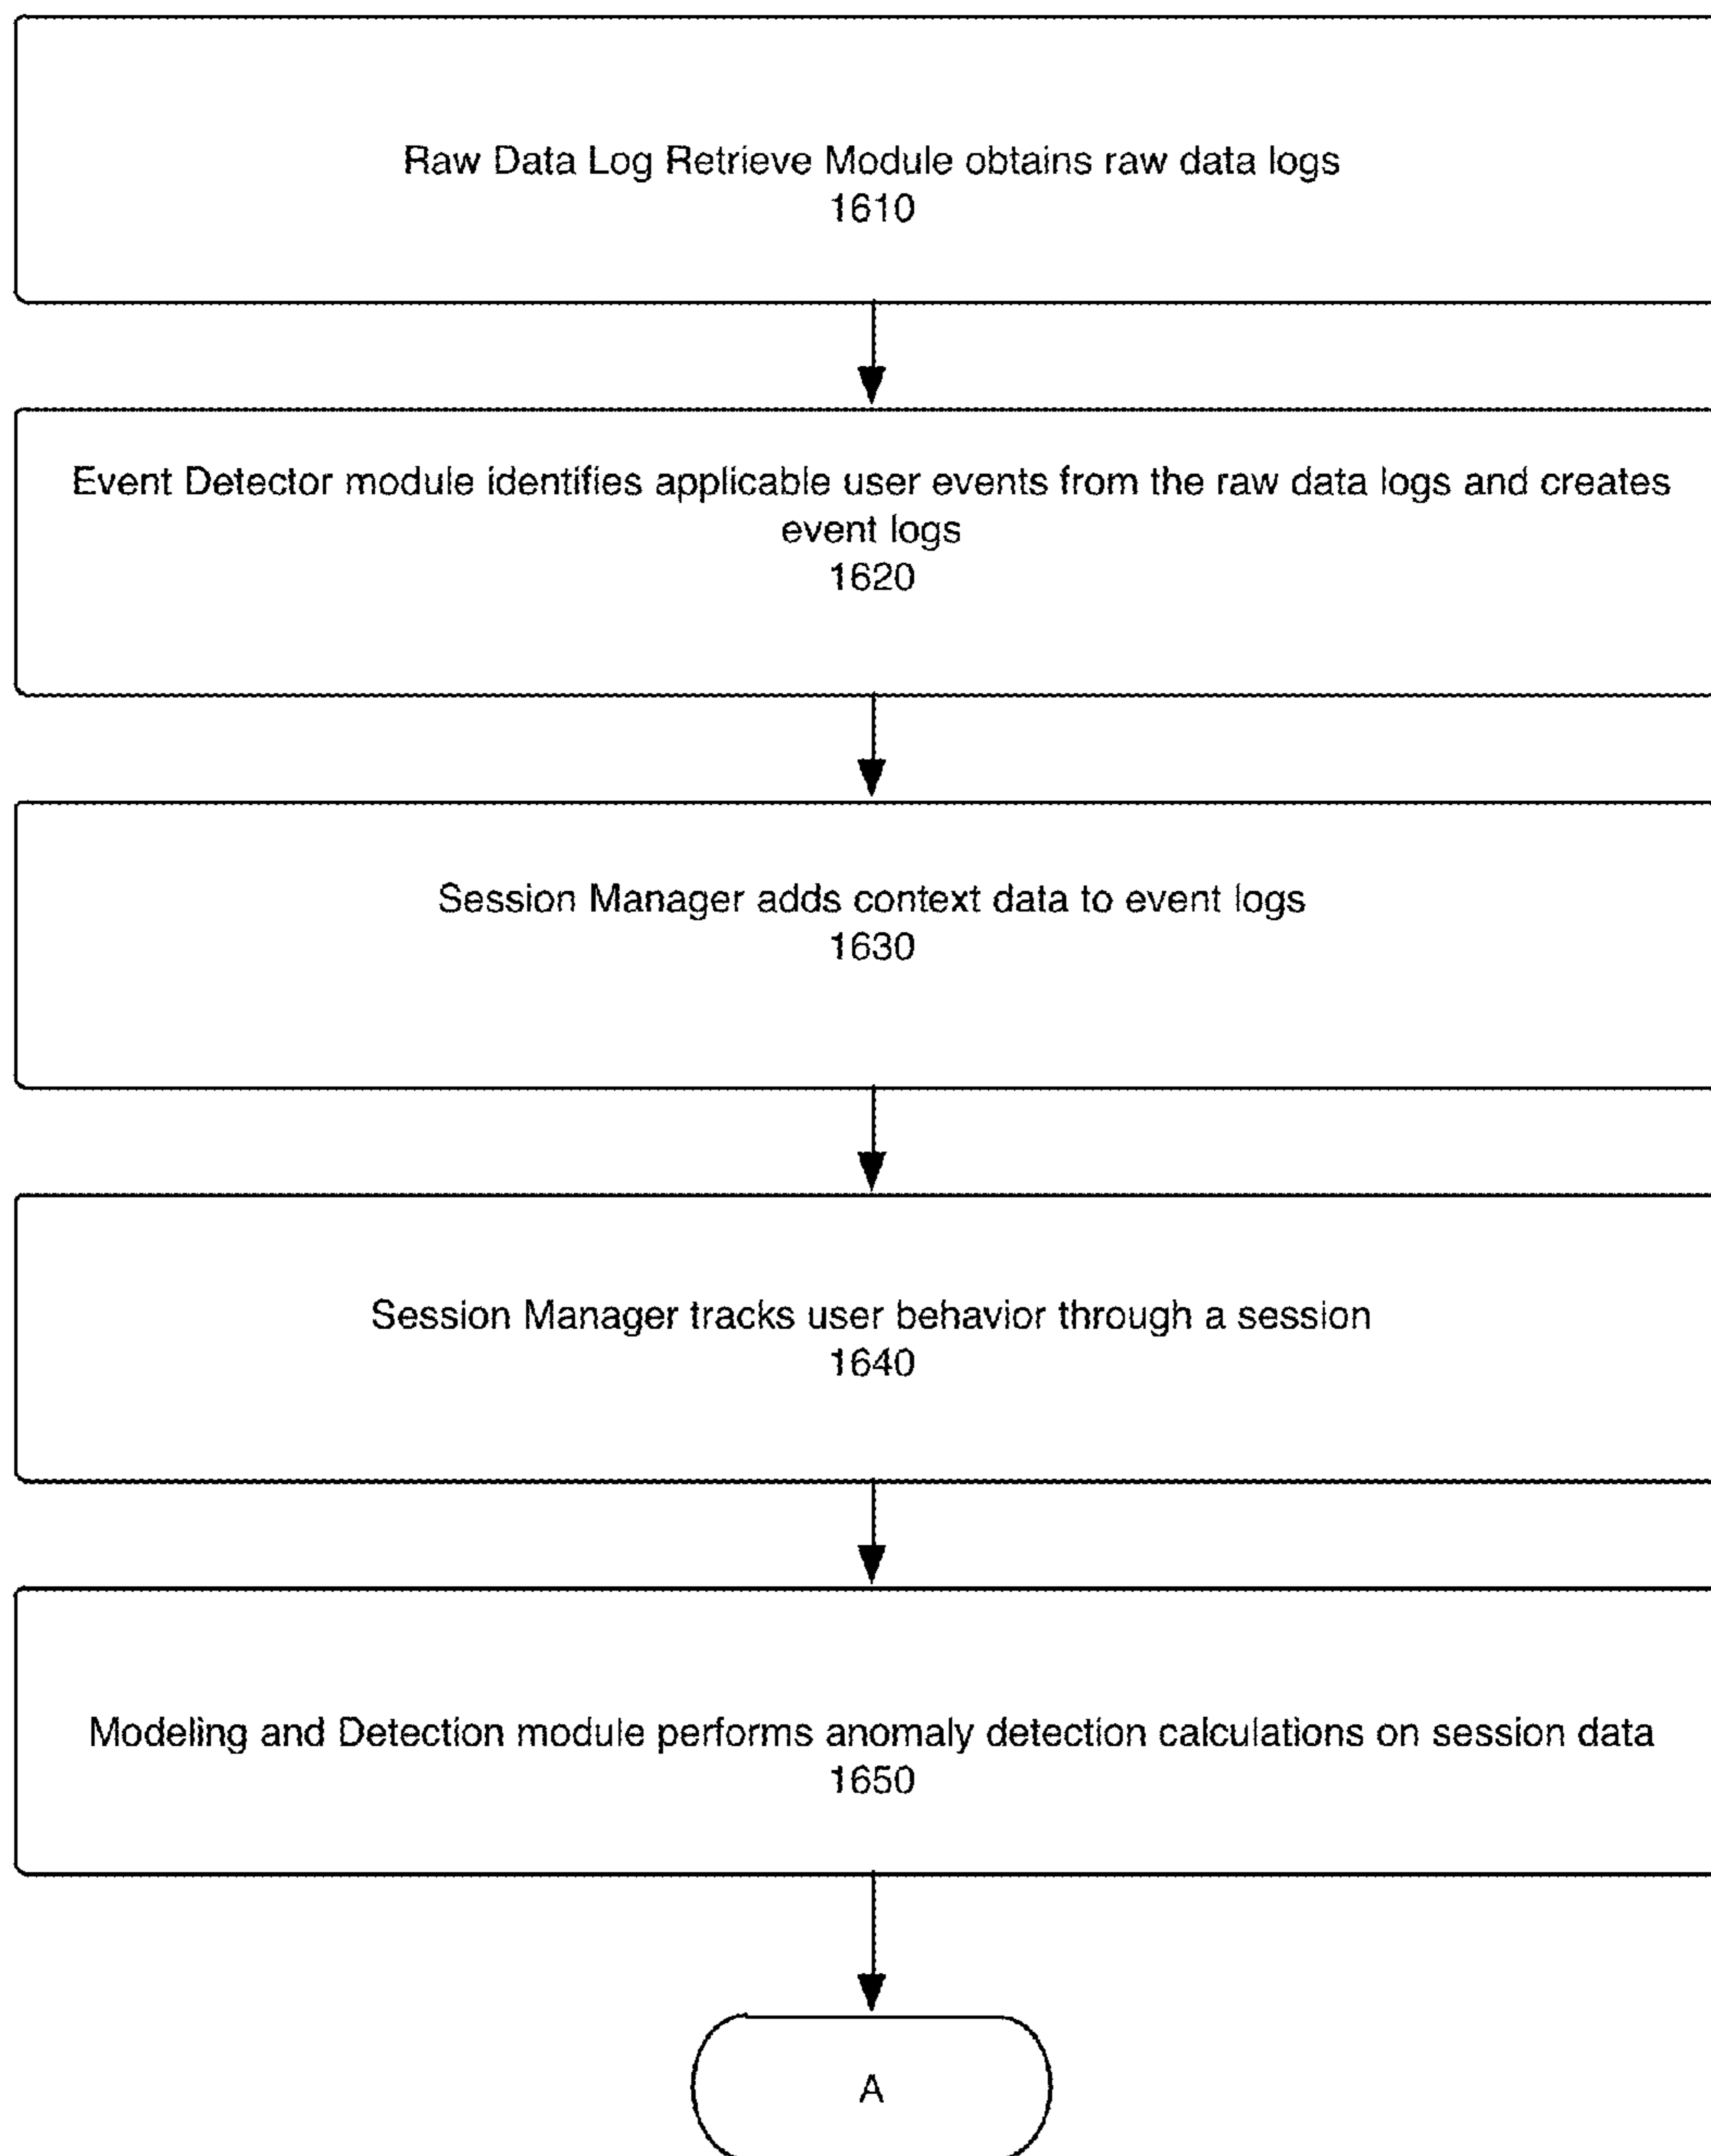 Raw Data Log Retrieve Module obtains raw data logs
1610
Event Detector module identifies applicable user events from the raw data logs and creates
event logs
1620
Session Manager adds context data to event logs
1630
Session Manager tracks user behavior through a session
1640
Modeling and Detection module performs anomaly detection calculations on session data
1650
A